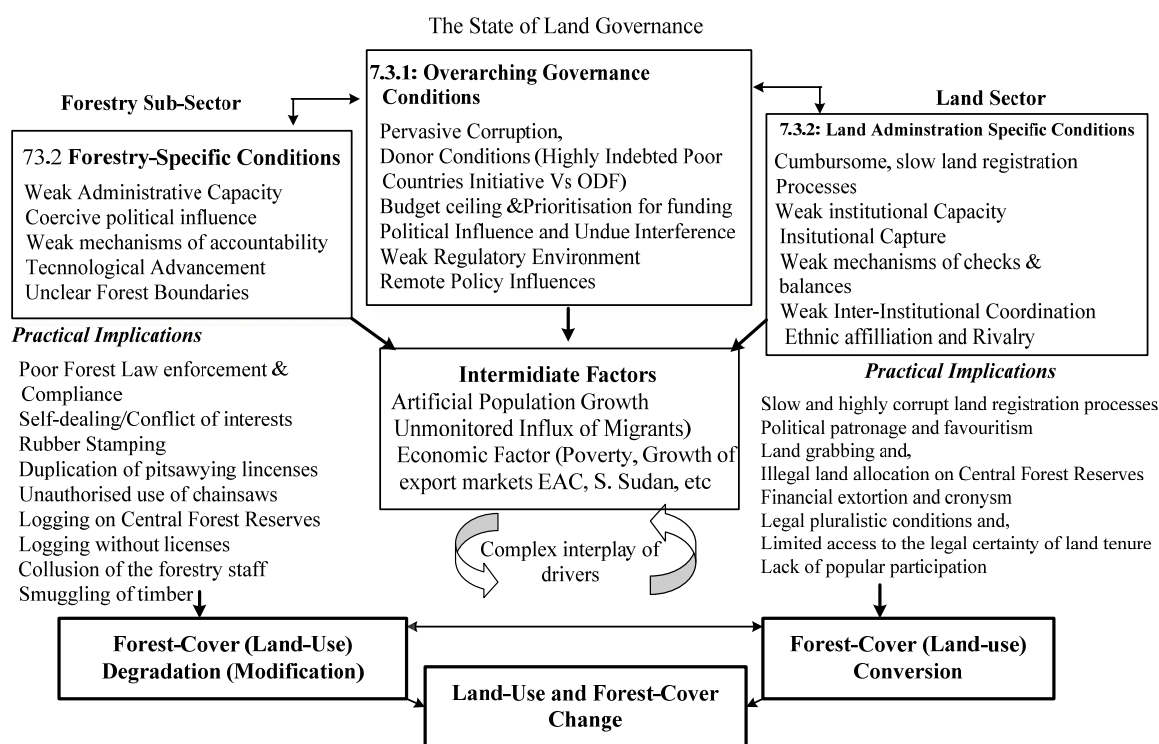 The State of Land Governance
7.3.1: Overarching Governance
Conditions
Pervasive Corruption,
Donor Conditions (Highly Indebted Poor
Countries Initiative Vs ODF)
Budget ceiling &Prioritisation for funding
Political Influence and Undue Interference
Weak Regulatory Environment
Remote Policy Influences
Forestry Sub-Sector
73.2 Forestry-Specific Conditions
Weak Administrative Capacity
Coercive political influence
Weak mechanisms of accountability
Tecnnological Advancement
Unclear Forest Boundaries
Practical Implications
Poor Forest Law enforcement &
Compliance
Self-dealing/Conflict of interests
Rubber Stamping
Duplication of pitsawying lincenses
Unauthorised use of chainsaws
Logging on Central Forest Reserves
Logging without licenses
Collusion of the forestry staff
Smuggling of timber
Land Sector
7.3.2: Land Adminstration Specific Conditions
Cumbursome, slow land registration
Processes
Weak institutional Capacity
Insitutional Capture
Weak mechanisms of checks &
balances
Weak Inter-Institutional Coordination
Ethnic affilliation and Rivalry
Practical Implications
Slow and highly corrupt land registration processes
Political patronage and favouritism
Land grabbing and,
Illegal land allocation on Central Forest Reserves
Financial extortion and cronysm
Legal pluralistic conditions and,
Limited access to the legal certainty of land tenure
Lack of popular participation
Intermidiate Factors
Artificial Population Growth
Unmonitored Influx of Migrants)
Economic Factor (Poverty, Growth of
export markets EAC, S. Sudan, etc
Complex interplay of
drivers
Forest-Cover (Land-Use)
Degradation (Modification)
Forest-Cover (Land-use)
Conversion
Land-Use and Forest-Cover
Change